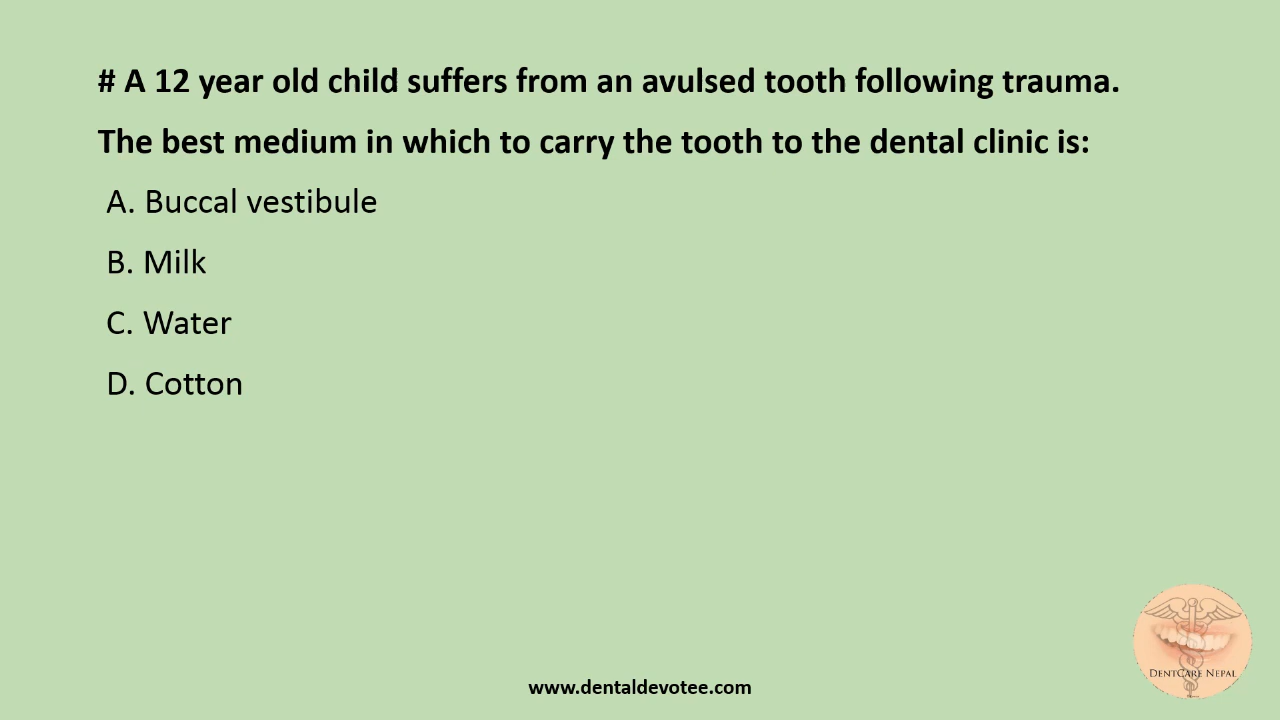 # A 12 year old child suffers from an avulsed tooth following trauma.
The best medium in which to carry the tooth to the dental clinic is:
A. Buccal vestibule
B. Milk
C. Water
D. Cotton
DENTCARE NEPAL
www.dentaldevotee.com